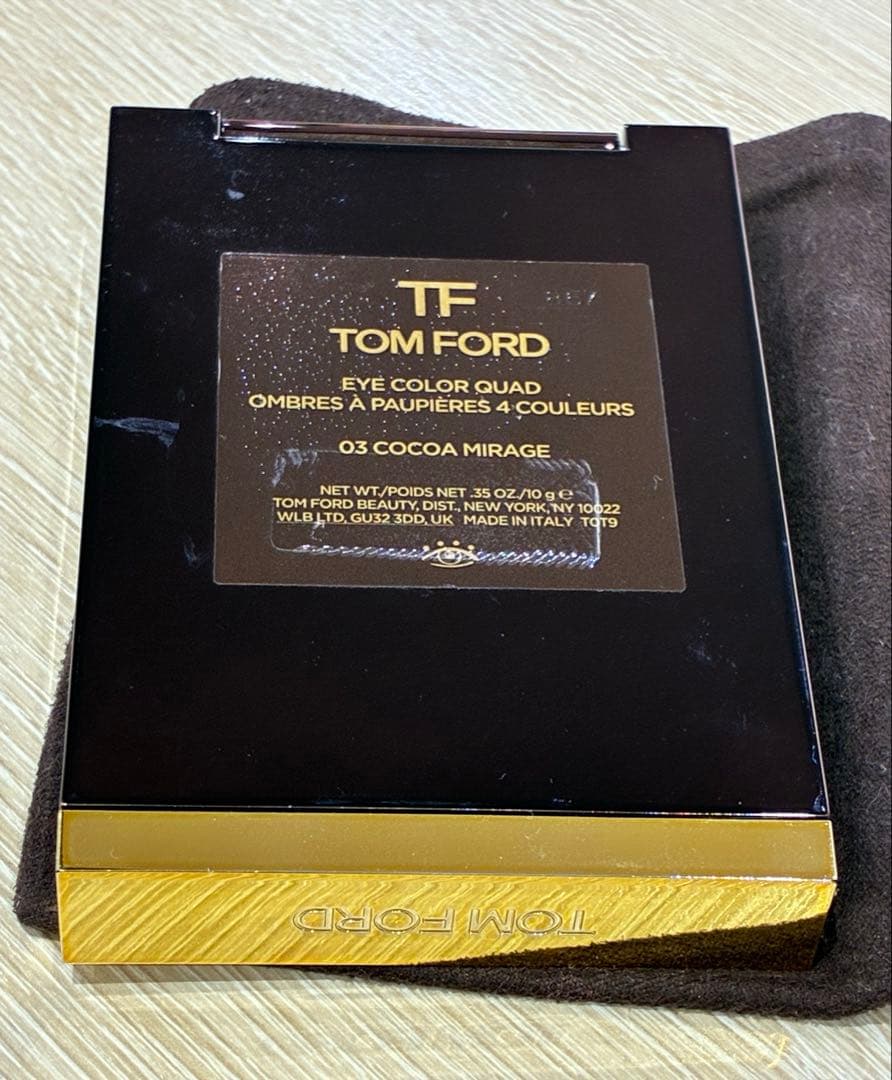 TF
TOM FORD
EYE COLOR QUAD
OMBRES À PAUPIÈRES 4 COULEURS
03 COCOA MIRAGE
NET WT./POIDS NET .35 OZ./10 g ℮
TOM FORD BEAUTY, DIST., NEW YORK, NY 10022
WLB LTD, GU32 3DD, UK MADE IN ITALY T0T9
TOM FORD